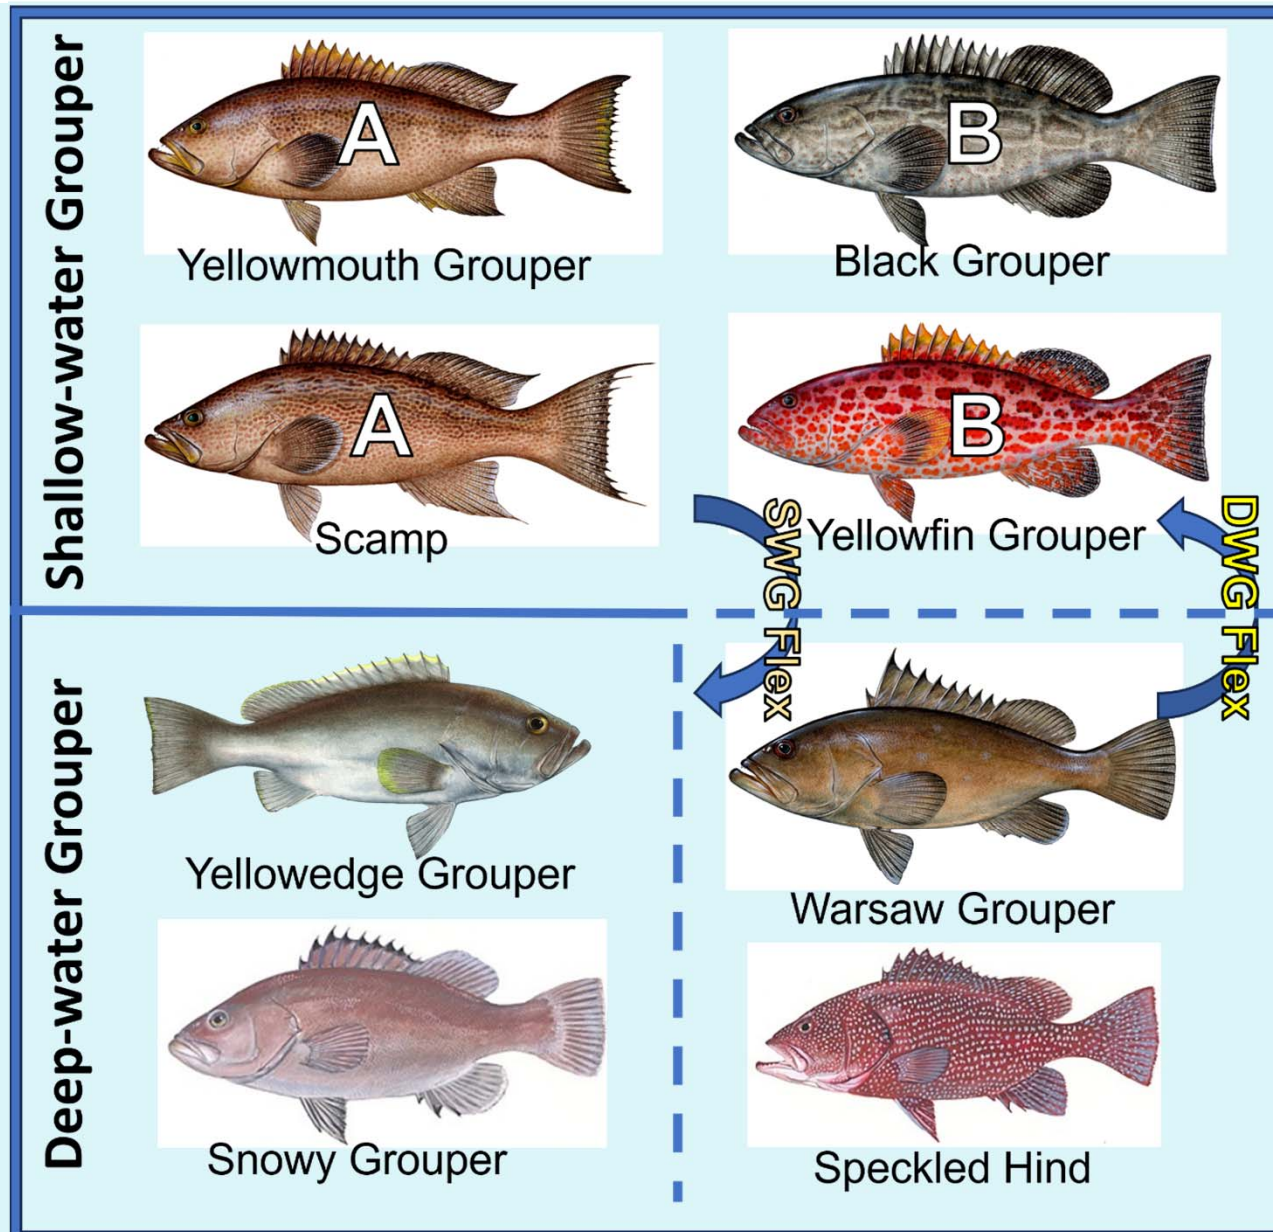 Shallow-water Grouper
A
Yellowmouth Grouper
B
Black Grouper
A
Scamp
B
Yellowfin Grouper
SWG Flex
DWG Flex
Deep-water Grouper
Yellowedge Grouper
Warsaw Grouper
Snowy Grouper
Speckled Hind